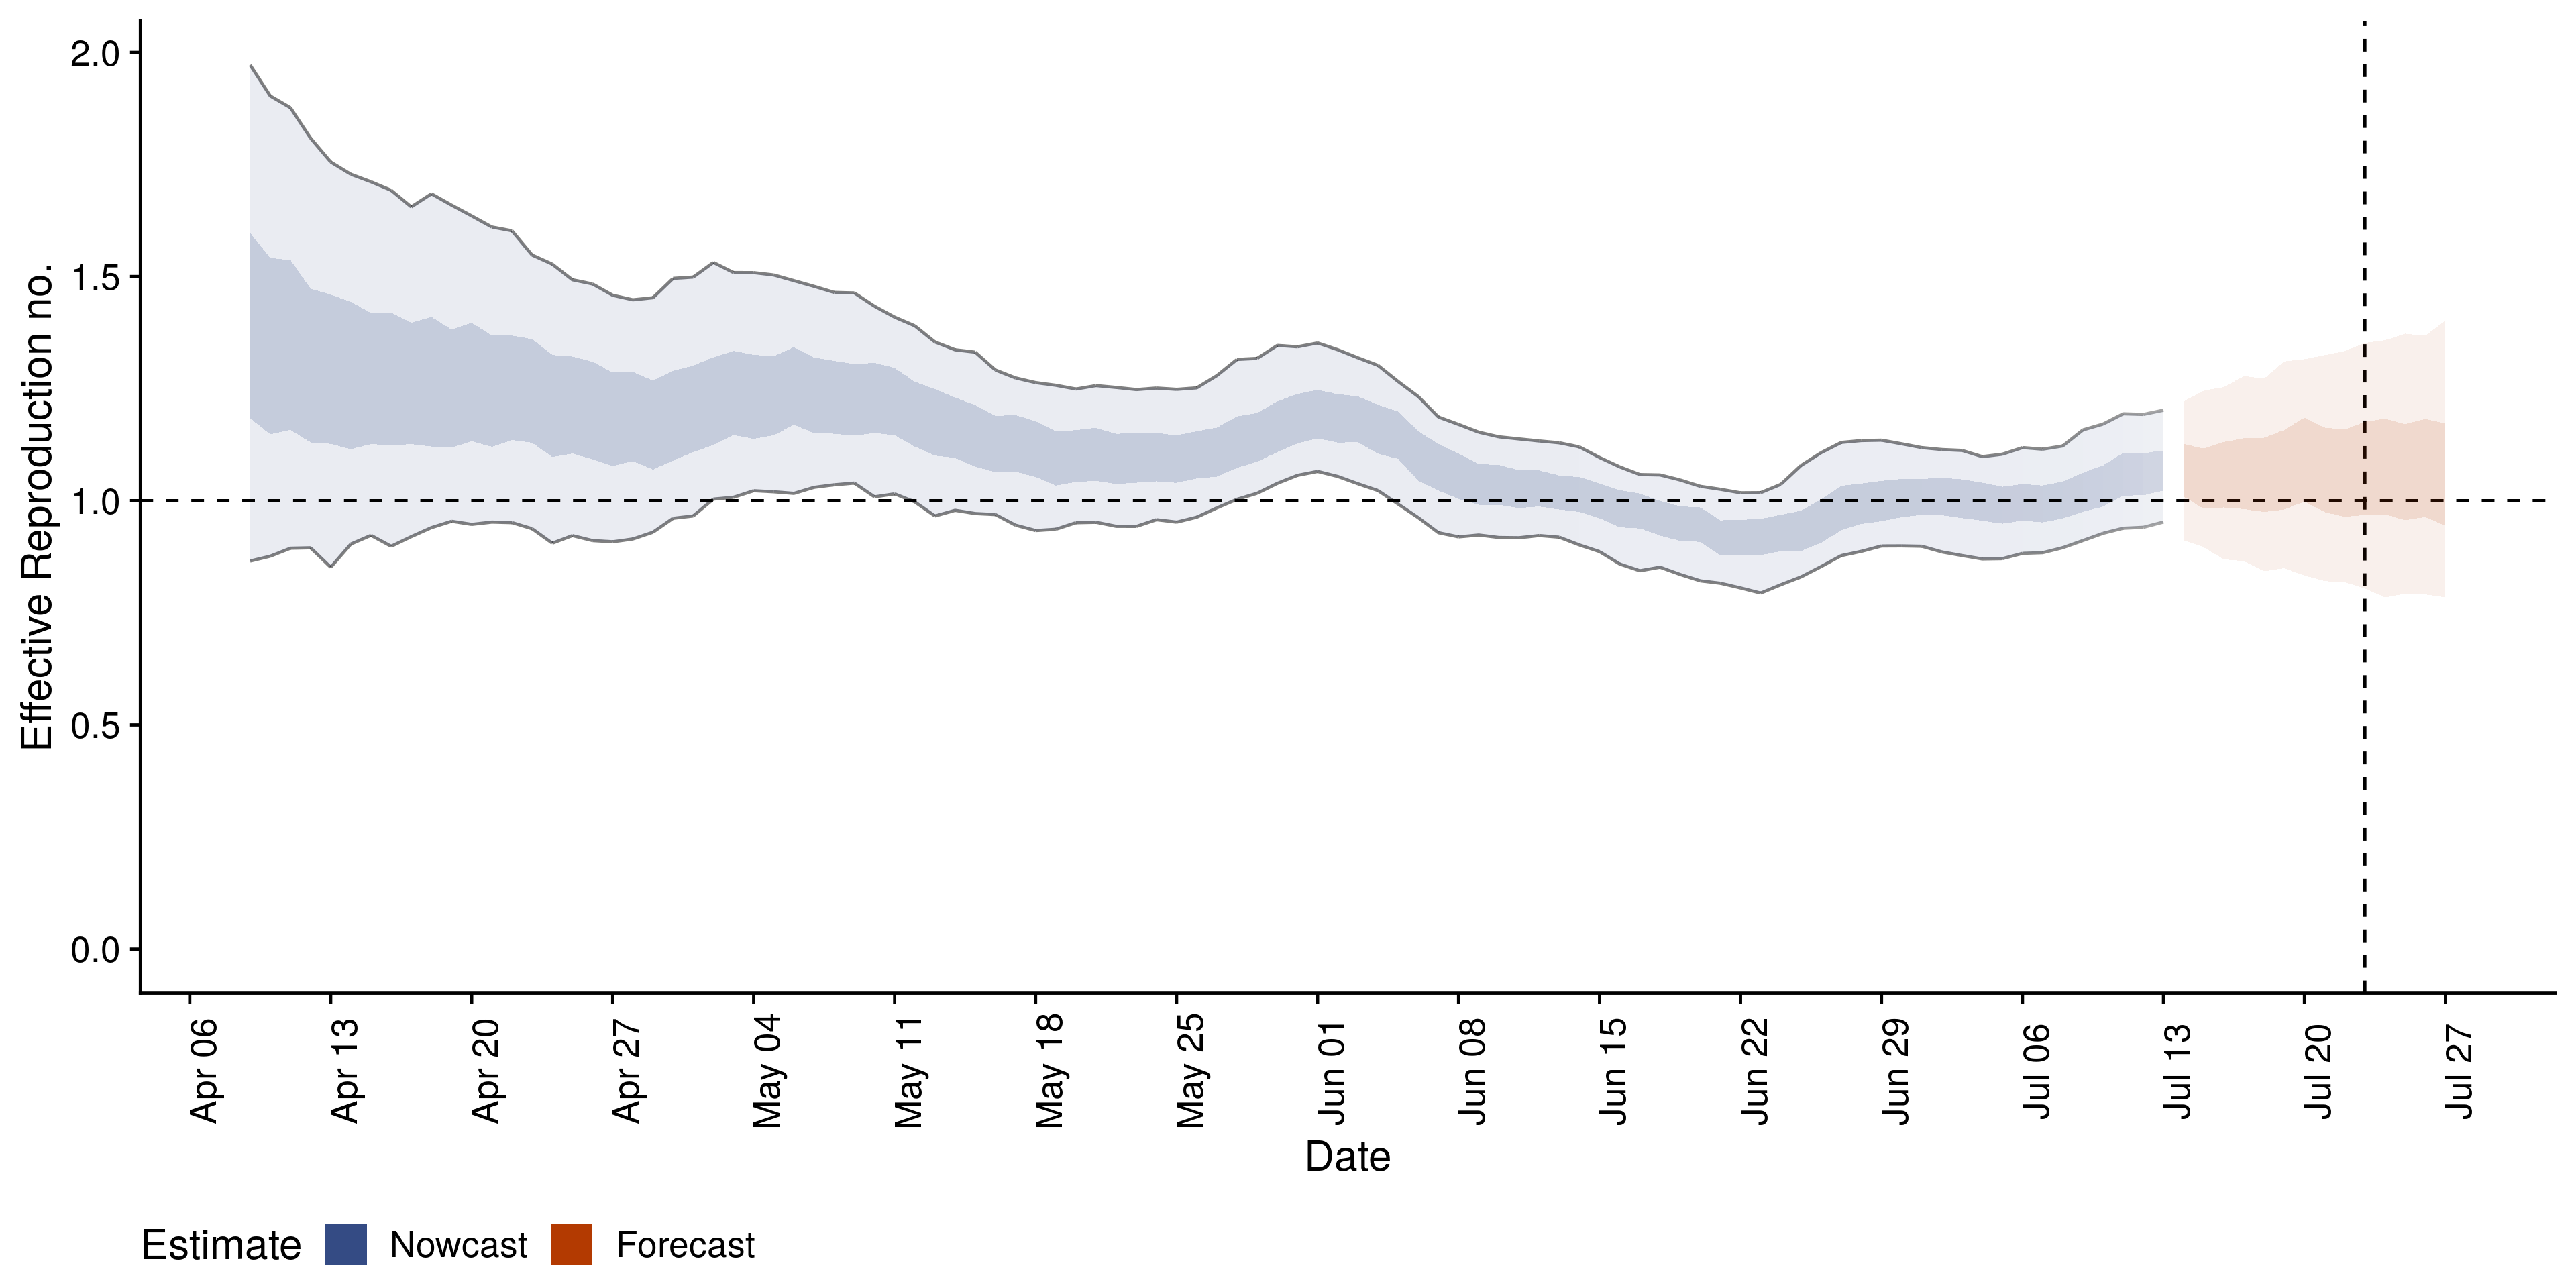 Effective Reproduction no.
2.0
1.5
1.0
0.5
0.0
Apr 06
Apr 13
Apr 20
Apr 27
May 04
May 11
May 18
May 25
Jun 01
Jun 08
Jun 15
Jun 22
Jun 29
Jul 06
Jul 13
Jul 20
Jul 27
Date
Estimate Nowcast Forecast